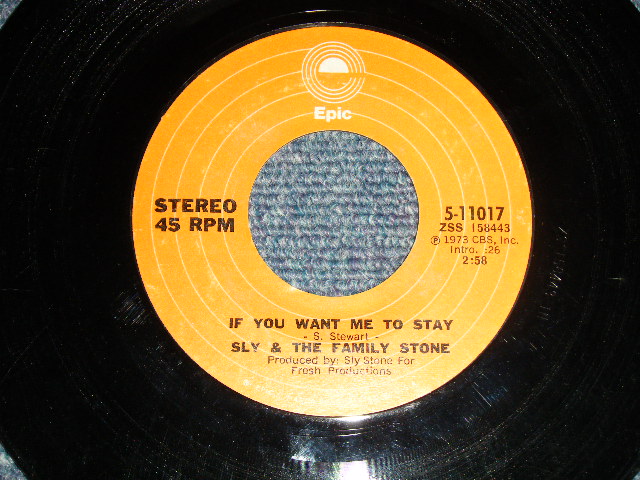 Epic
STEREO
45 RPM
5-11017
ZSS 158443
℗ 1973 CBS, Inc.
Intro. :26
2:58
IF YOU WANT ME TO STAY
- S. Stewart -
SLY & THE FAMILY STONE
Produced by: Sly Stone For
Fresh Productions